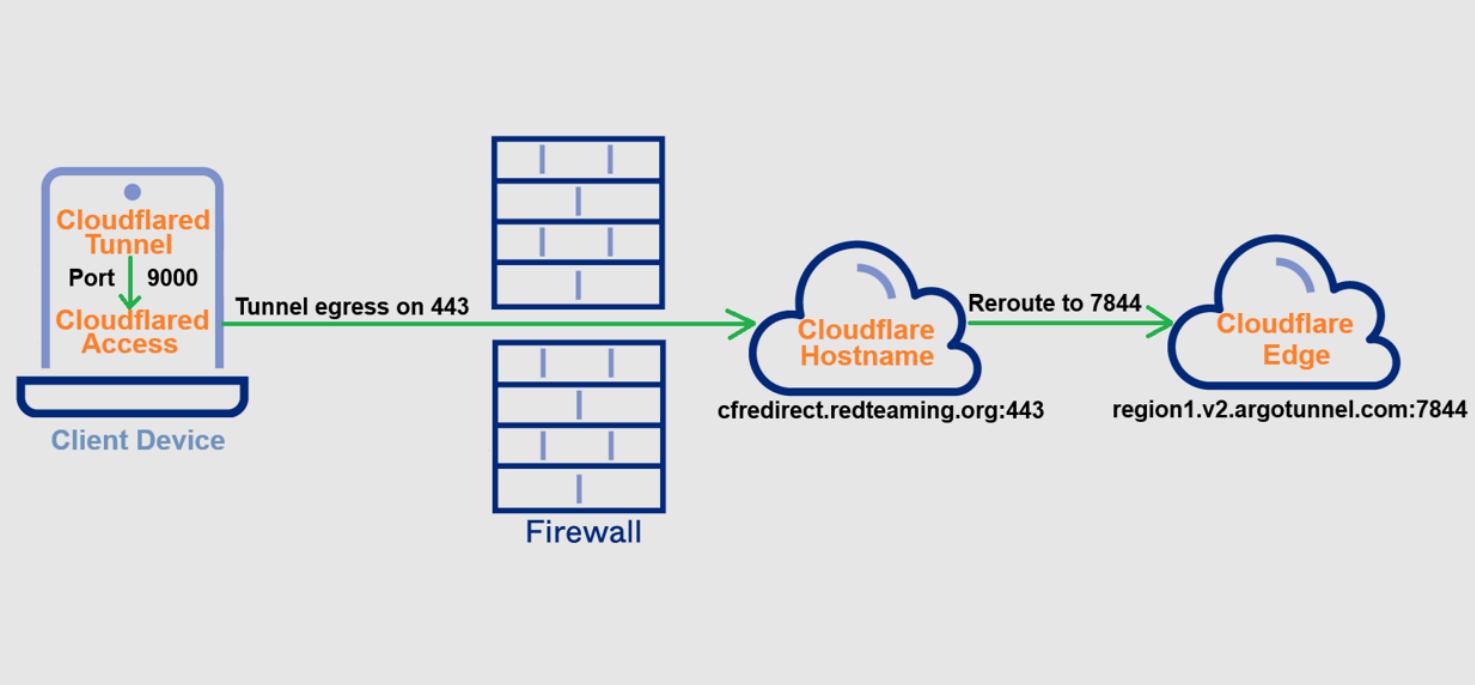 Cloudflared
Tunnel
Port 9000
Cloudflared
Access
Client Device
Tunnel egress on 443
Firewall
Cloudflare
Hostname
cfredirect.redteaming.org:443
Reroute to 7844
Cloudflare
Edge
region1.v2.argotunnel.com:7844